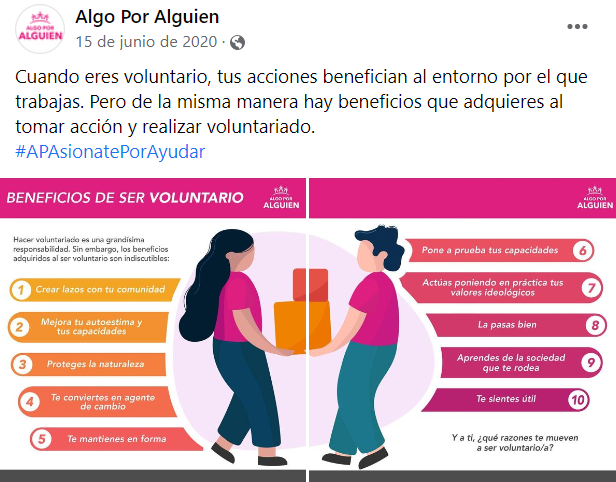 ALGO POR
ALGUIEN
Algo Por Alguien
15 de junio de 2020 ·
Cuando eres voluntario, tus acciones benefician al entorno por el que
trabajas. Pero de la misma manera hay beneficios que adquieres al
tomar acción y realizar voluntariado.
#APAsionatePorAyudar
BENEFICIOS DE SER VOLUNTARIO
ALGO POR
ALGUIEN
Hacer voluntariado es una grandísima
responsabilidad. Sin embargo, los beneficios
adquiridos al ser voluntario son indiscutibles:
1 Crear lazos con tu comunidad
2 Mejora tu autoestima y
tus capacidades
3 Proteges la naturaleza
4 Te conviertes en agente
de cambio
5 Te mantienes en forma
ALGO POR
ALGUIEN
Pone a prueba tus capacidades 6
Actúas poniendo en práctica tus
valores ideológicos 7
La pasas bien 8
Aprendes de la sociedad
que te rodea 9
Te sientes útil 10
Y a ti, ¿qué razones te mueven
a ser voluntario/a?